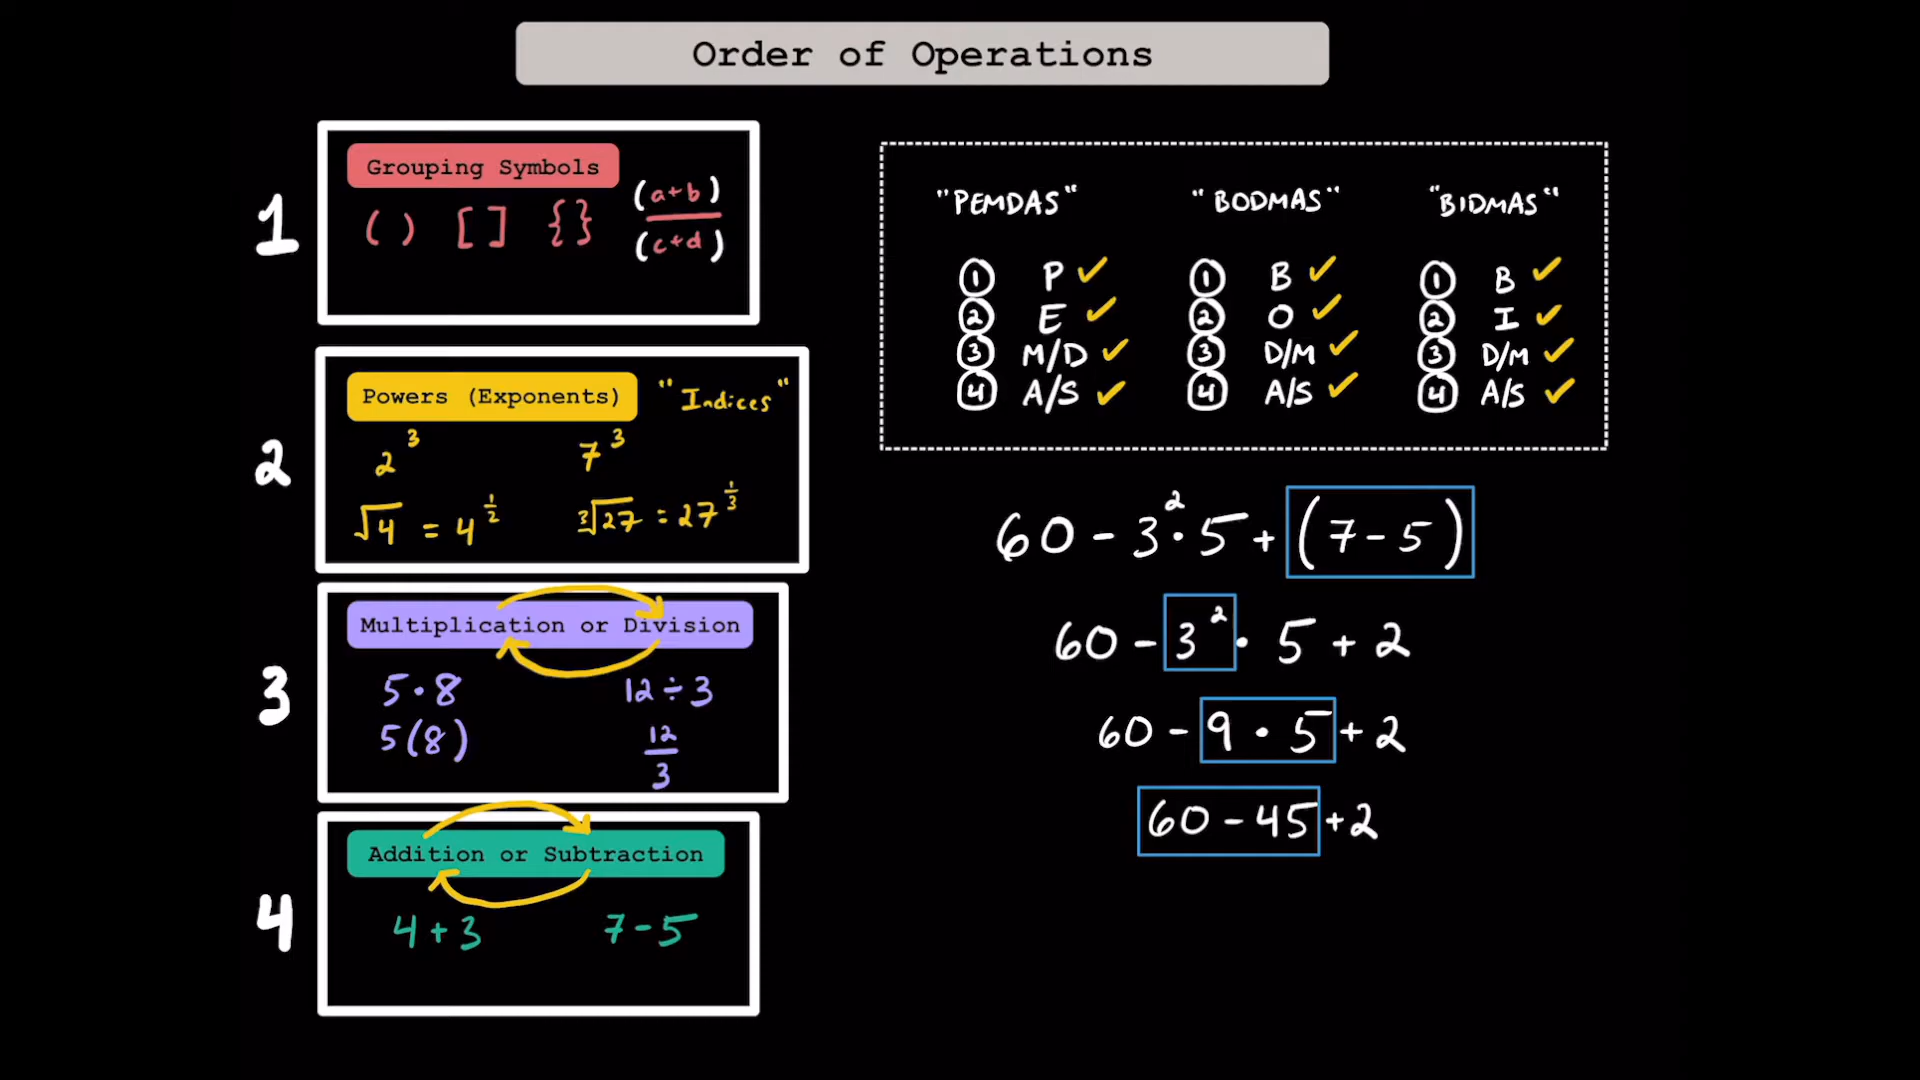 Order of Operations
1
Grouping Symbols
( ) [ ] { } (a+b)/(c+d)
2
Powers (Exponents) "Indices"
2³ 7³
√4 = 4^½ ³√27 = 27^⅓
3
Multiplication or Division
5·8 12÷3
5(8) 12/3
4
Addition or Subtraction
4+3 7-5
"PEMDAS" "BODMAS" "BIDMAS"
① P ✓ ① B ✓ ① B ✓
② E ✓ ② O ✓ ② I ✓
③ M/D ✓ ③ D/M ✓ ③ D/M ✓
④ A/S ✓ ④ A/S ✓ ④ A/S ✓
60 - 3²·5 + (7-5)
60 - 3² · 5 + 2
60 - 9 · 5 + 2
60 - 45 + 2